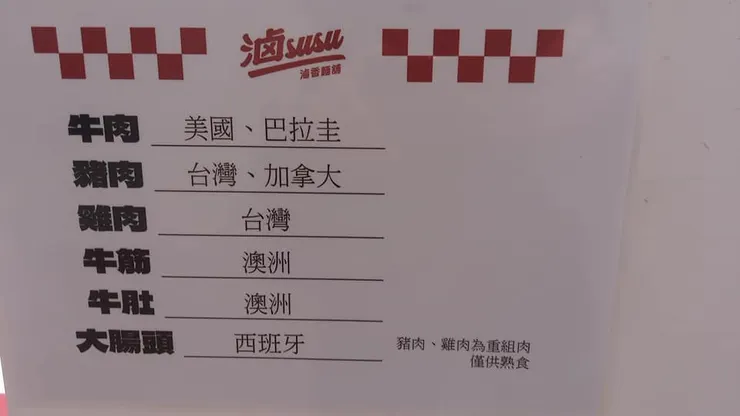 滷susu
滷香麵舖
牛肉 美國、巴拉圭
豬肉 台灣、加拿大
雞肉 台灣
牛筋 澳洲
牛肚 澳洲
大腸頭 西班牙
豬肉、雞肉為重組肉
僅供熟食